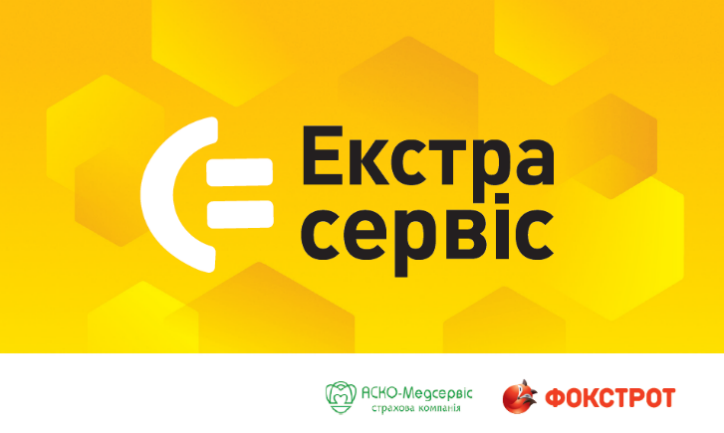 Екстра
сервіс
АСКО-Медсервіс
страхова компанія
ФОКСТРОТ